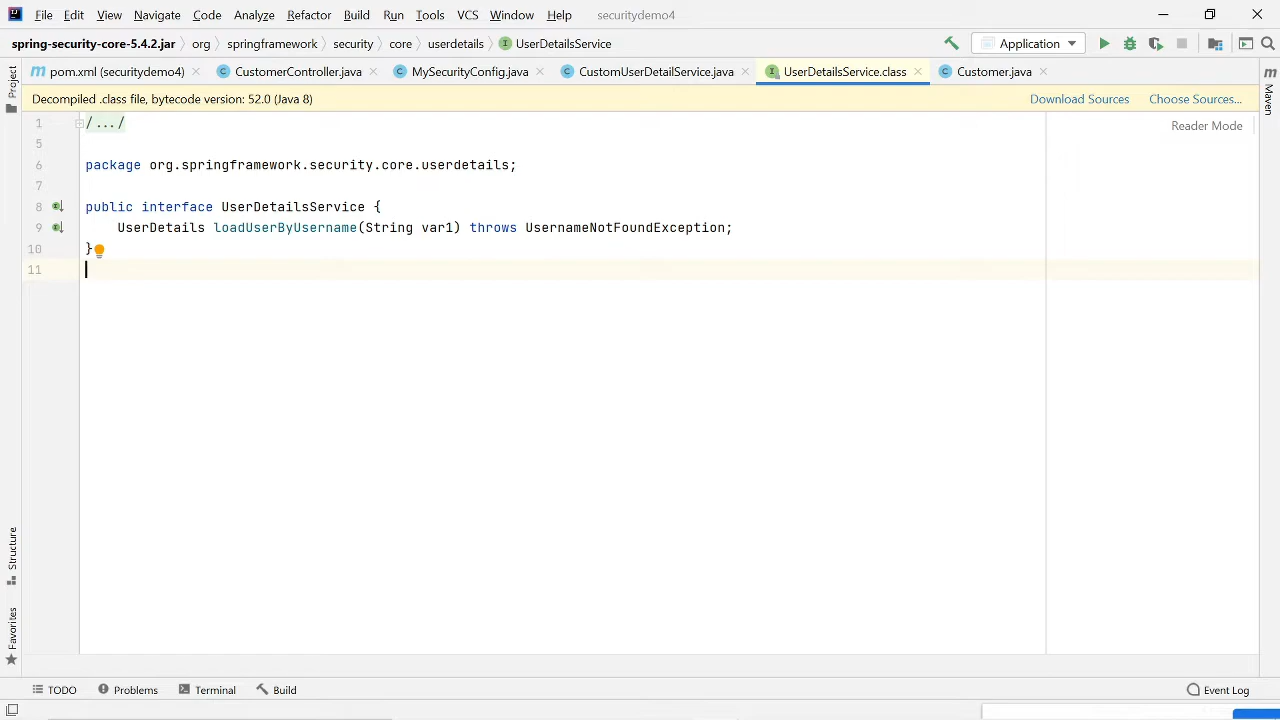 File Edit View Navigate Code Analyze Refactor Build Run Tools VCS Window Help securitydemo4
spring-security-core-5.4.2.jar org springframework security core userdetails UserDetailsService Application
pom.xml (securitydemo4) CustomerController.java MySecurityConfig.java CustomUserDetailService.java UserDetailsService.class Customer.java
Project
Maven
Decompiled .class file, bytecode version: 52.0 (Java 8) Download Sources Choose Sources...
Reader Mode
1 /.../
5
6 package org.springframework.security.core.userdetails;
7
8 public interface UserDetailsService {
9 UserDetails loadUserByUsername(String var1) throws UsernameNotFoundException;
10 }
11
Structure
Favorites
TODO Problems Terminal Build Event Log